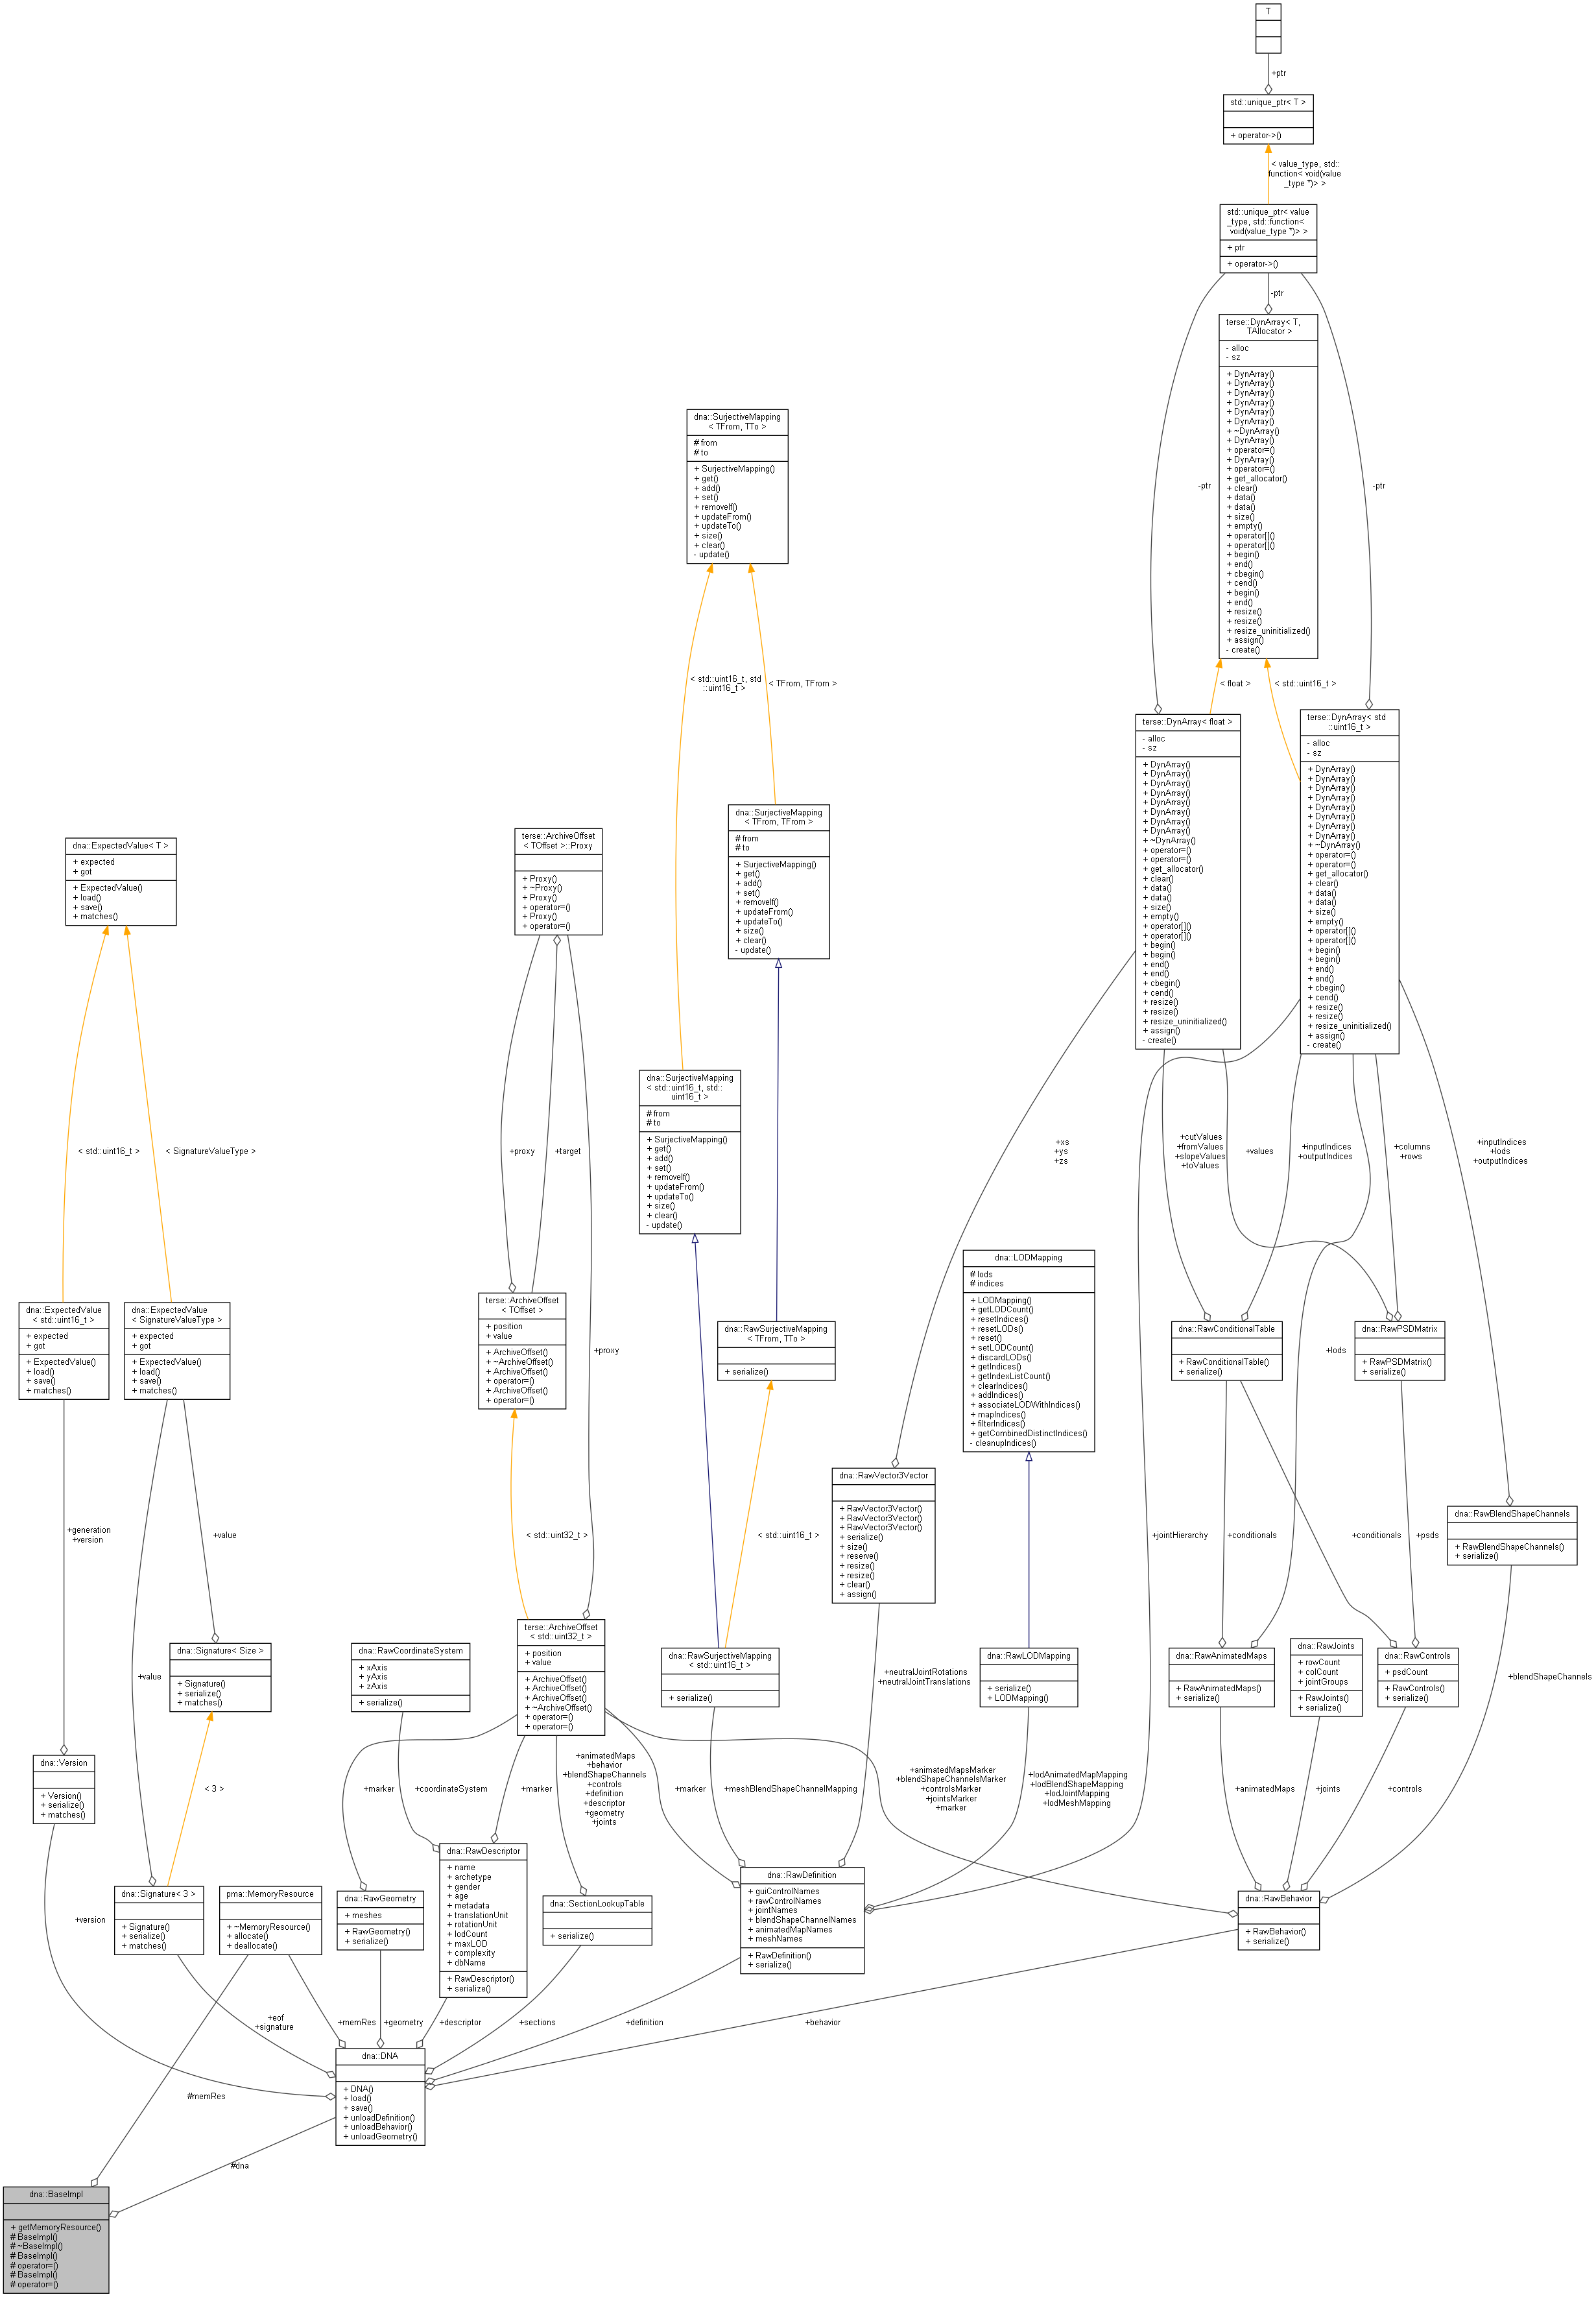 T
+ptr
std::unique_ptr< T >
+ operator->()
< value_type, std::
function< void(value
_type *)> >
std::unique_ptr< value
_type, std::function<
void(value_type *)> >
+ ptr
+ operator->()
-ptr
terse::DynArray< T,
TAllocator >
- alloc
- sz
+ DynArray()
+ DynArray()
+ DynArray()
+ DynArray()
+ DynArray()
+ DynArray()
+ ~DynArray()
+ DynArray()
+ operator=()
+ DynArray()
+ operator=()
+ get_allocator()
+ clear()
+ data()
+ data()
+ size()
+ empty()
+ operator[]()
+ operator[]()
+ begin()
+ end()
+ cbegin()
+ cend()
+ begin()
+ end()
+ resize()
+ resize()
+ resize_uninitialized()
+ assign()
- create()
-ptr
-ptr
dna::SurjectiveMapping
< TFrom, TTo >
# from
# to
+ SurjectiveMapping()
+ get()
+ add()
+ set()
+ removeIf()
+ updateFrom()
+ updateTo()
+ size()
+ clear()
- update()
< std::uint16_t, std
::uint16_t >
< TFrom, TFrom >
< float >
< std::uint16_t >
terse::DynArray< float >
- alloc
- sz
+ DynArray()
+ DynArray()
+ DynArray()
+ DynArray()
+ DynArray()
+ DynArray()
+ DynArray()
+ DynArray()
+ ~DynArray()
+ operator=()
+ operator=()
+ get_allocator()
+ clear()
+ data()
+ data()
+ size()
+ empty()
+ operator[]()
+ operator[]()
+ begin()
+ begin()
+ end()
+ end()
+ cbegin()
+ cend()
+ resize()
+ resize()
+ resize_uninitialized()
+ assign()
- create()
terse::DynArray< std
::uint16_t >
- alloc
- sz
+ DynArray()
+ DynArray()
+ DynArray()
+ DynArray()
+ DynArray()
+ DynArray()
+ DynArray()
+ DynArray()
+ ~DynArray()
+ operator=()
+ operator=()
+ get_allocator()
+ clear()
+ data()
+ data()
+ size()
+ empty()
+ operator[]()
+ operator[]()
+ begin()
+ begin()
+ end()
+ end()
+ cbegin()
+ cend()
+ resize()
+ resize()
+ resize_uninitialized()
+ assign()
- create()
dna::SurjectiveMapping
< TFrom, TFrom >
# from
# to
+ SurjectiveMapping()
+ get()
+ add()
+ set()
+ removeIf()
+ updateFrom()
+ updateTo()
+ size()
+ clear()
- update()
terse::ArchiveOffset
< TOffset >::Proxy
+ Proxy()
+ ~Proxy()
+ Proxy()
+ operator=()
+ Proxy()
+ operator=()
dna::ExpectedValue< T >
+ expected
+ got
+ ExpectedValue()
+ load()
+ save()
+ matches()
dna::SurjectiveMapping
< std::uint16_t, std::
uint16_t >
# from
# to
+ SurjectiveMapping()
+ get()
+ add()
+ set()
+ removeIf()
+ updateFrom()
+ updateTo()
+ size()
+ clear()
- update()
< std::uint16_t >
< SignatureValueType >
+proxy
+target
+xs
+ys
+zs
+cutValues
+fromValues
+slopeValues
+toValues
+values
+inputIndices
+outputIndices
+columns
+rows
+inputIndices
+lods
+outputIndices
dna::LODMapping
# lods
# indices
+ LODMapping()
+ getLODCount()
+ resetIndices()
+ resetLODs()
+ reset()
+ setLODCount()
+ discardLODs()
+ getIndices()
+ getIndexListCount()
+ clearIndices()
+ addIndices()
+ associateLODWithIndices()
+ mapIndices()
+ filterIndices()
+ getCombinedDistinctIndices()
- cleanupIndices()
dna::ExpectedValue
< std::uint16_t >
+ expected
+ got
+ ExpectedValue()
+ load()
+ save()
+ matches()
dna::ExpectedValue
< SignatureValueType >
+ expected
+ got
+ ExpectedValue()
+ load()
+ save()
+ matches()
terse::ArchiveOffset
< TOffset >
+ position
+ value
+ ArchiveOffset()
+ ~ArchiveOffset()
+ ArchiveOffset()
+ operator=()
+ ArchiveOffset()
+ operator=()
+proxy
dna::RawSurjectiveMapping
< TFrom, TTo >
+ serialize()
dna::RawConditionalTable
+ RawConditionalTable()
+ serialize()
+lods
dna::RawPSDMatrix
+ RawPSDMatrix()
+ serialize()
dna::RawVector3Vector
+ RawVector3Vector()
+ RawVector3Vector()
+ RawVector3Vector()
+ serialize()
+ size()
+ reserve()
+ resize()
+ resize()
+ clear()
+ assign()
+generation
+version
+value
< std::uint32_t >
< std::uint16_t >
+jointHierarchy
+conditionals
+conditionals
+psds
dna::RawBlendShapeChannels
+ RawBlendShapeChannels()
+ serialize()
+value
dna::Signature< Size >
+ Signature()
+ serialize()
+ matches()
dna::RawCoordinateSystem
+ xAxis
+ yAxis
+ zAxis
+ serialize()
terse::ArchiveOffset
< std::uint32_t >
+ position
+ value
+ ArchiveOffset()
+ ArchiveOffset()
+ ArchiveOffset()
+ ~ArchiveOffset()
+ operator=()
+ operator=()
dna::RawSurjectiveMapping
< std::uint16_t >
+ serialize()
+neutralJointRotations
+neutralJointTranslations
dna::RawLODMapping
+ serialize()
+ LODMapping()
dna::RawAnimatedMaps
+ RawAnimatedMaps()
+ serialize()
dna::RawJoints
+ rowCount
+ colCount
+ jointGroups
+ RawJoints()
+ serialize()
dna::RawControls
+ psdCount
+ RawControls()
+ serialize()
+blendShapeChannels
dna::Version
+ Version()
+ serialize()
+ matches()
< 3 >
+marker
+coordinateSystem
+marker
+animatedMaps
+behavior
+blendShapeChannels
+controls
+definition
+descriptor
+geometry
+joints
+marker
+meshBlendShapeChannelMapping
+animatedMapsMarker
+blendShapeChannelsMarker
+controlsMarker
+jointsMarker
+marker
+lodAnimatedMapMapping
+lodBlendShapeMapping
+lodJointMapping
+lodMeshMapping
+animatedMaps
+joints
+controls
dna::Signature< 3 >
+ Signature()
+ serialize()
+ matches()
pma::MemoryResource
+ ~MemoryResource()
+ allocate()
+ deallocate()
dna::RawGeometry
+ meshes
+ RawGeometry()
+ serialize()
dna::RawDescriptor
+ name
+ archetype
+ gender
+ age
+ metadata
+ translationUnit
+ rotationUnit
+ lodCount
+ maxLOD
+ complexity
+ dbName
+ RawDescriptor()
+ serialize()
dna::SectionLookupTable
+ serialize()
dna::RawDefinition
+ guiControlNames
+ rawControlNames
+ jointNames
+ blendShapeChannelNames
+ animatedMapNames
+ meshNames
+ RawDefinition()
+ serialize()
dna::RawBehavior
+ RawBehavior()
+ serialize()
+version
+eof
+signature
+memRes
+geometry
+descriptor
+sections
+definition
+behavior
dna::DNA
+ DNA()
+ load()
+ save()
+ unloadDefinition()
+ unloadBehavior()
+ unloadGeometry()
#memRes
#dna
dna::BaseImpl
+ getMemoryResource()
# BaseImpl()
# ~BaseImpl()
# BaseImpl()
# operator=()
# BaseImpl()
# operator=()